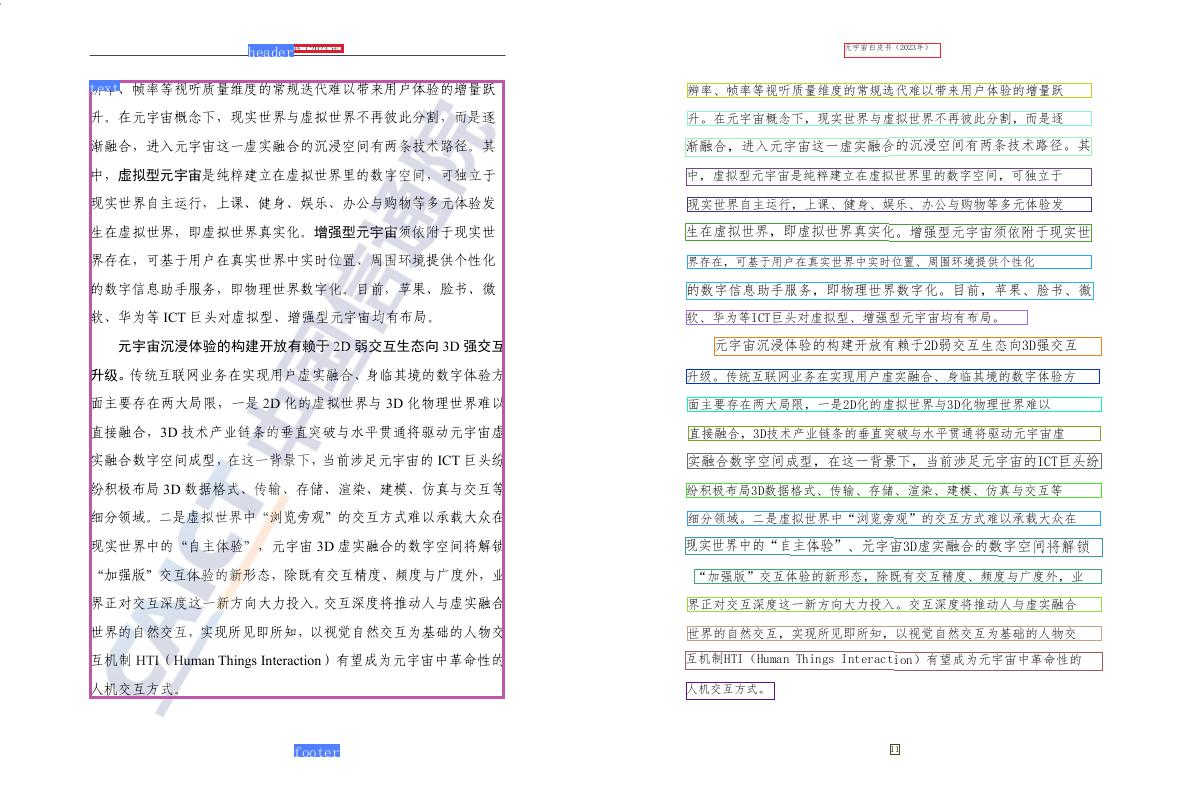 header
text
辨率、帧率等视听质量维度的常规迭代难以带来用户体验的增量跃
升。在元宇宙概念下，现实世界与虚拟世界不再彼此分割，而是逐
渐融合，进入元宇宙这一虚实融合的沉浸空间有两条技术路径。其
中，虚拟型元宇宙是纯粹建立在虚拟世界里的数字空间，可独立于
现实世界自主运行，上课、健身、娱乐、办公与购物等多元体验发
生在虚拟世界，即虚拟世界真实化。增强型元宇宙须依附于现实世
界存在，可基于用户在真实世界中实时位置、周围环境提供个性化
的数字信息助手服务，即物理世界数字化。目前，苹果、脸书、微
软、华为等 ICT 巨头对虚拟型、增强型元宇宙均有布局。
元宇宙沉浸体验的构建开放有赖于 2D 弱交互生态向 3D 强交互
升级。传统互联网业务在实现用户虚实融合、身临其境的数字体验方
面主要存在两大局限，一是 2D 化的虚拟世界与 3D 化物理世界难以
直接融合，3D 技术产业链条的垂直突破与水平贯通将驱动元宇宙虚
实融合数字空间成型，在这一背景下，当前涉足元宇宙的 ICT 巨头纷
纷积极布局 3D 数据格式、传输、存储、渲染、建模、仿真与交互等
细分领域。二是虚拟世界中“浏览旁观”的交互方式难以承载大众在
现实世界中的“自主体验”，元宇宙 3D 虚实融合的数字空间将解锁
“加强版”交互体验的新形态，除既有交互精度、频度与广度外，业
界正对交互深度这一新方向大力投入。交互深度将推动人与虚实融合
世界的自然交互，实现所见即所知，以视觉自然交互为基础的人物交
互机制 HTI（Human Things Interaction）有望成为元宇宙中革命性的
人机交互方式。
CAICT 中国信通院
footer
元宇宙白皮书（2023年）
辨率、帧率等视听质量维度的常规迭代难以带来用户体验的增量跃
升。在元宇宙概念下，现实世界与虚拟世界不再彼此分割，而是逐
渐融合，进入元宇宙这一虚实融合的沉浸空间有两条技术路径。其
中，虚拟型元宇宙是纯粹建立在虚拟世界里的数字空间，可独立于
现实世界自主运行，上课、健身、娱乐、办公与购物等多元体验发
生在虚拟世界，即虚拟世界真实化。增强型元宇宙须依附于现实世
界存在，可基于用户在真实世界中实时位置、周围环境提供个性化
的数字信息助手服务，即物理世界数字化。目前，苹果、脸书、微
软、华为等ICT巨头对虚拟型、增强型元宇宙均有布局。
元宇宙沉浸体验的构建开放有赖于2D弱交互生态向3D强交互
升级。传统互联网业务在实现用户虚实融合、身临其境的数字体验方
面主要存在两大局限，一是2D化的虚拟世界与3D化物理世界难以
直接融合，3D技术产业链条的垂直突破与水平贯通将驱动元宇宙虚
实融合数字空间成型，在这一背景下，当前涉足元宇宙的ICT巨头纷
纷积极布局3D数据格式、传输、存储、渲染、建模、仿真与交互等
细分领域。二是虚拟世界中“浏览旁观”的交互方式难以承载大众在
现实世界中的“自主体验”、元宇宙3D虚实融合的数字空间将解锁
“加强版”交互体验的新形态，除既有交互精度、频度与广度外，业
界正对交互深度这一新方向大力投入。交互深度将推动人与虚实融合
世界的自然交互，实现所见即所知，以视觉自然交互为基础的人物交
互机制HTI（Human Things Interaction）有望成为元宇宙中革命性的
人机交互方式。
11